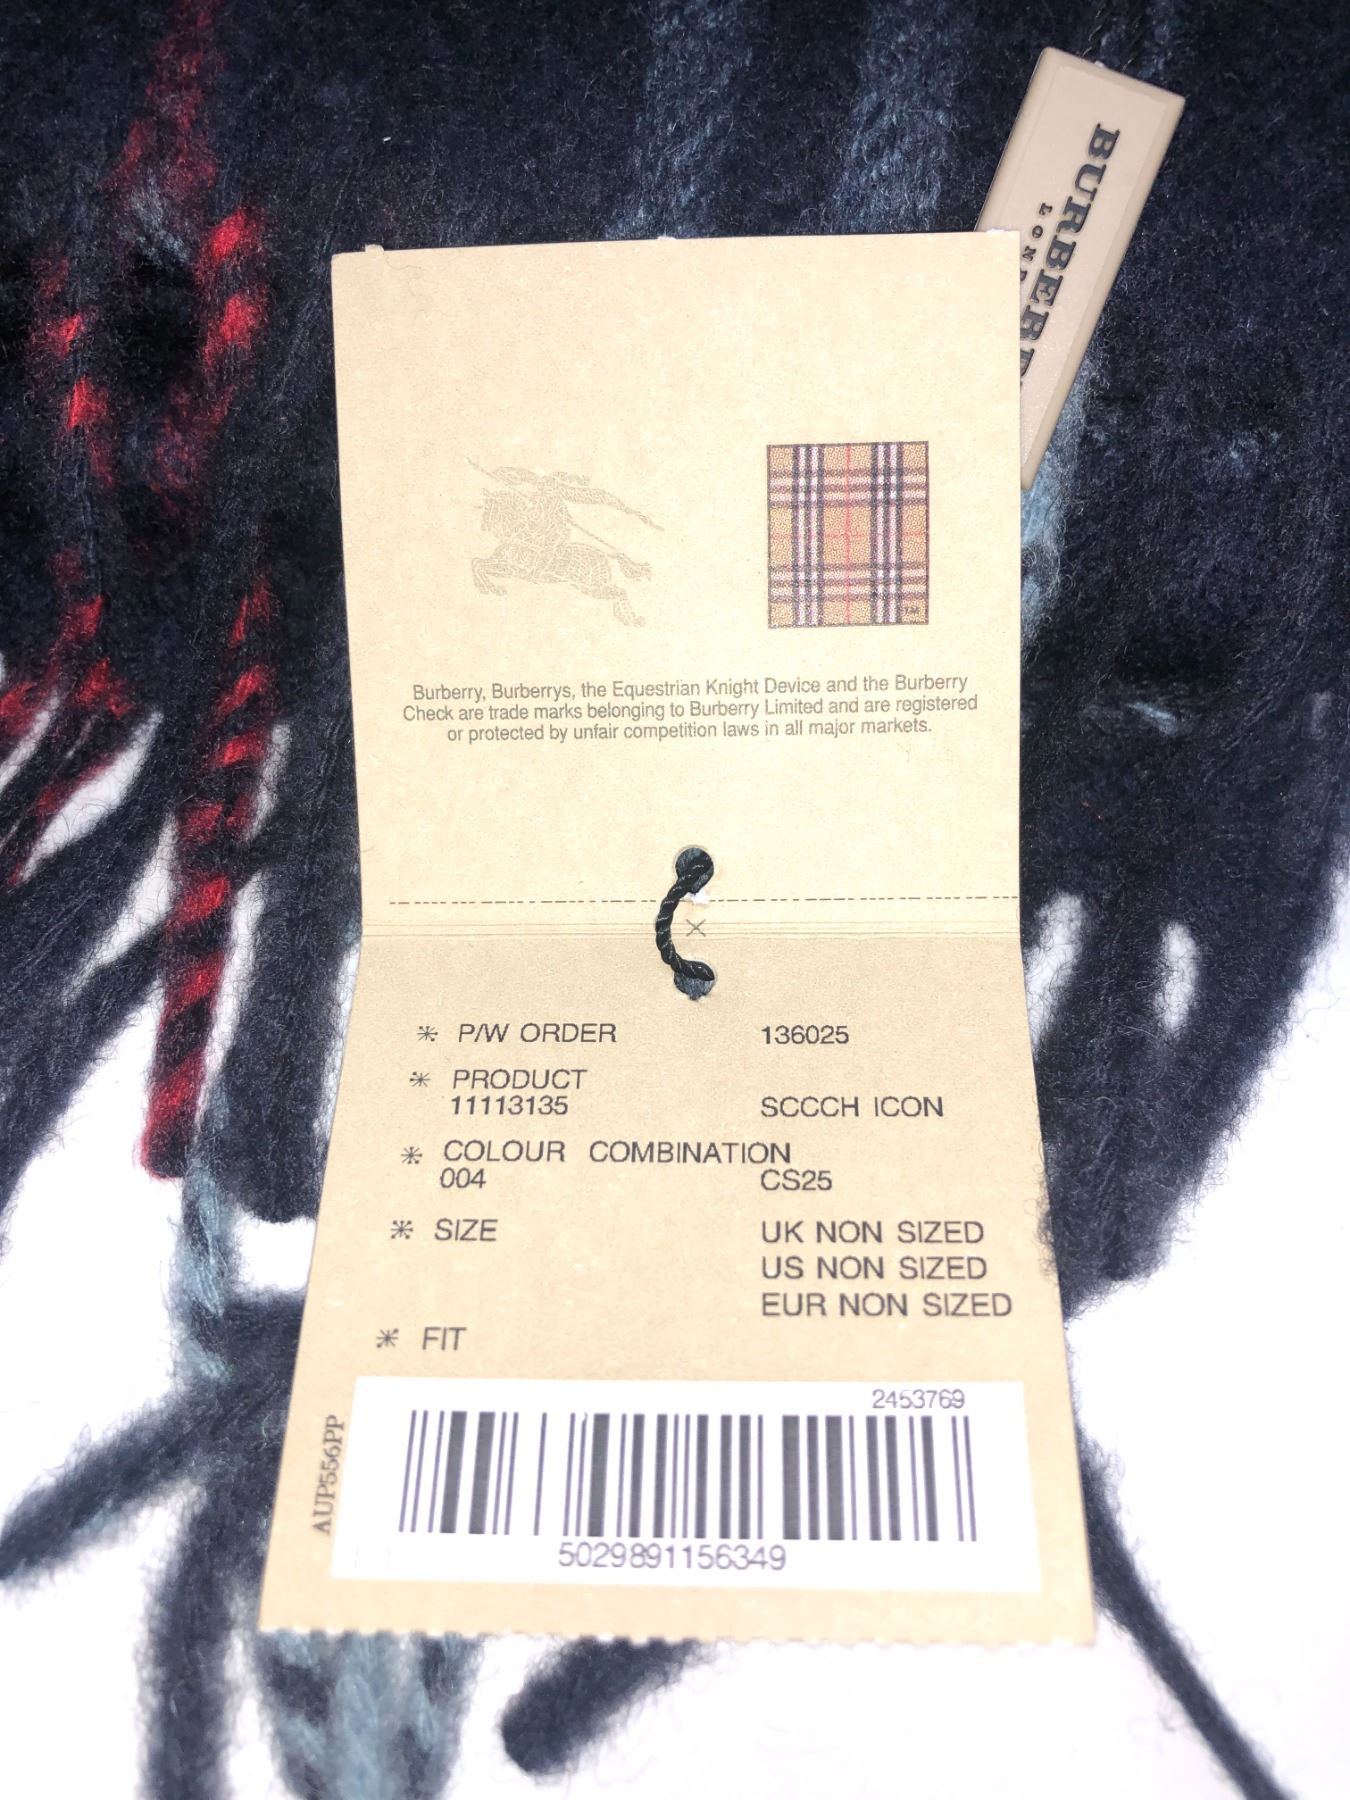 BURBERRY
Burberry, Burberrys, the Equestrian Knight Device and the Burberry
Check are trade marks belonging to Burberry Limited and are registered
or protected by unfair competition laws in all major markets.
* P/W ORDER 136025
* PRODUCT
11113135 SCCCH ICON
* COLOUR COMBINATION
004 CS25
* SIZE UK NON SIZED
US NON SIZED
EUR NON SIZED
* FIT
2453769
AUP556PP
5029891156349